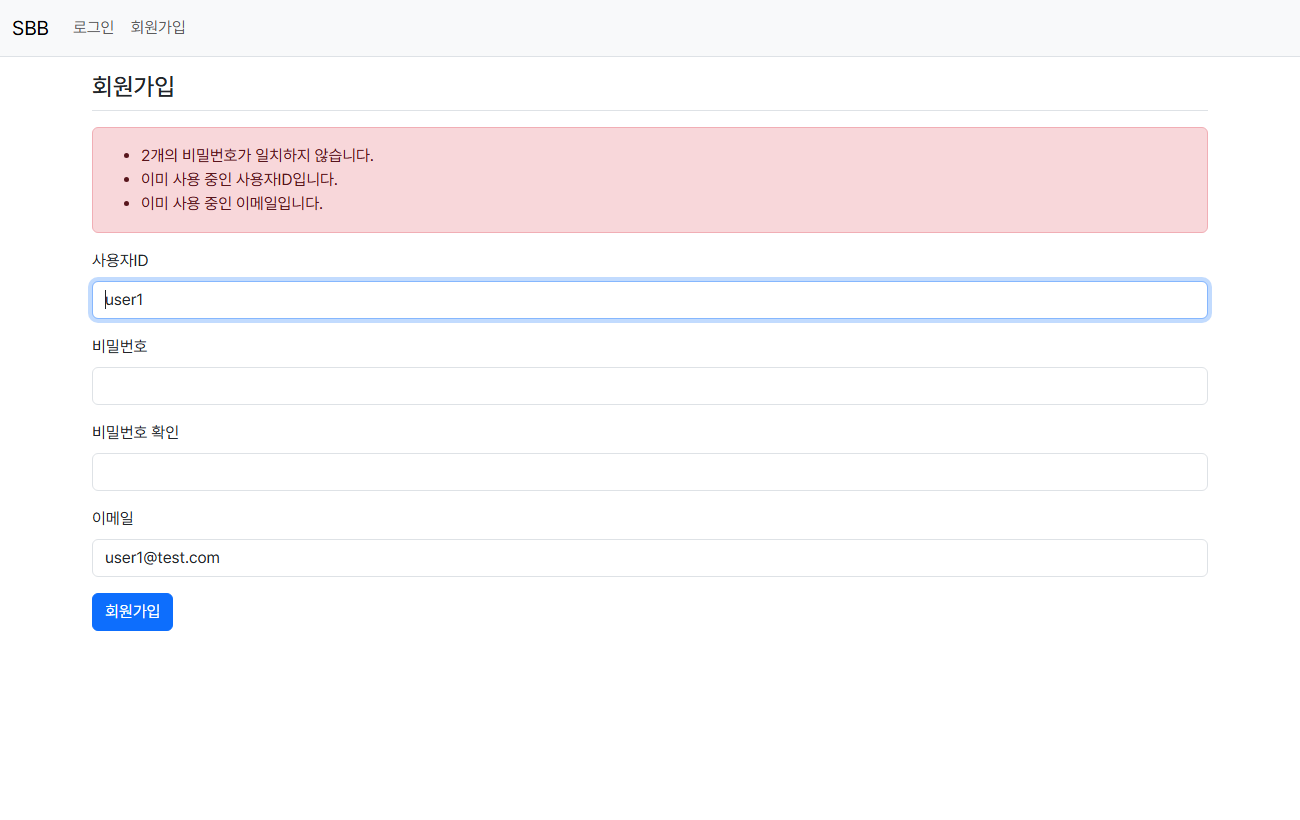 SBB 로그인 회원가입
회원가입
2개의 비밀번호가 일치하지 않습니다.
이미 사용 중인 사용자ID입니다.
이미 사용 중인 이메일입니다.
사용자ID
user1
비밀번호
비밀번호 확인
이메일
user1@test.com
회원가입